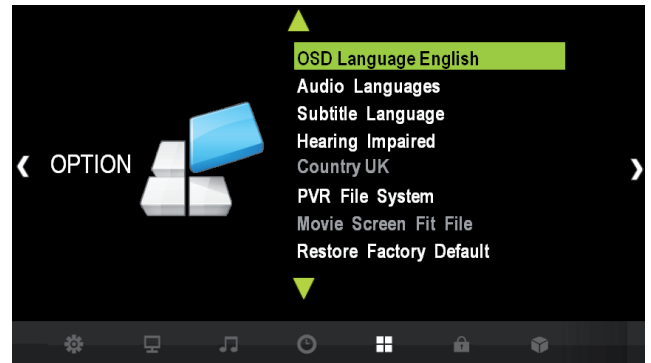 OSD Language English
Audio Languages
Subtitle Language
Hearing Impaired
OPTION
Country UK
PVR File System
Movie Screen Fit File
Restore Factory Default